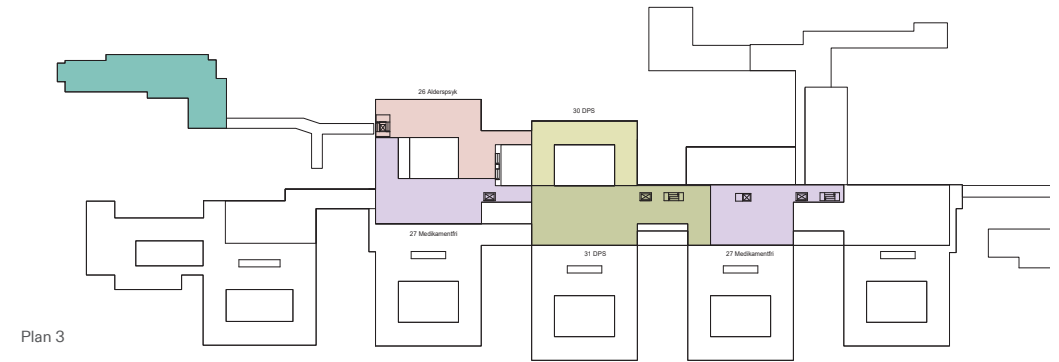 26 Alderspsyk
30 DPS
27 Medikamentfri
31 DPS
27 Medikamentfri
Plan 3